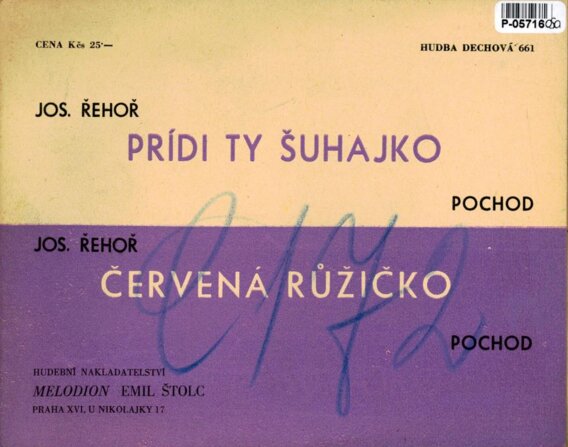 P-05716
CENA Kčs 25·—
HUDBA DECHOVÁ 661
JOS. ŘEHOŘ
PRÍDI TY ŠUHAJKO
POCHOD
JOS. ŘEHOŘ
ČERVENÁ RŮŽIČKO
POCHOD
C172
HUDEBNÍ NAKLADATELSTVÍ
MELODION EMIL ŠTOLC
PRAHA XVI, U NIKOLAJKY 17